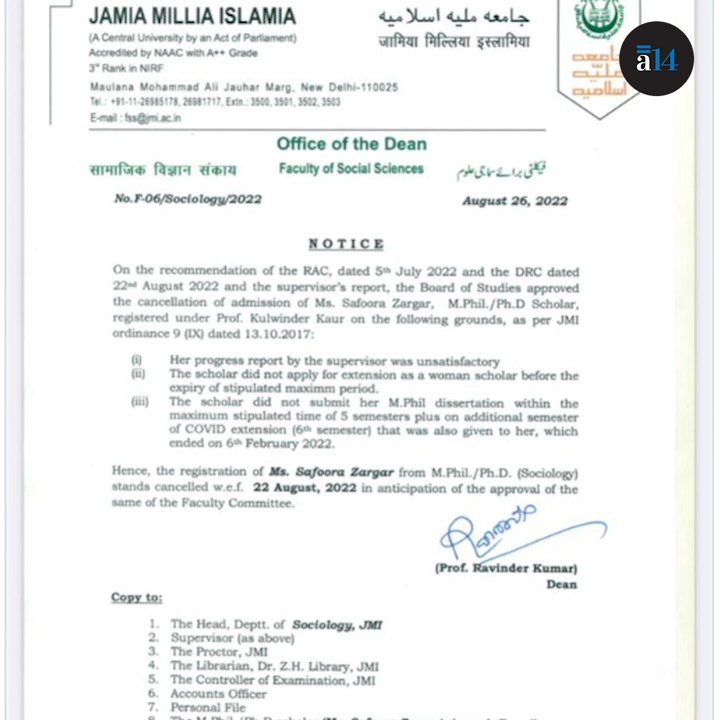 JAMIA MILLIA ISLAMIA
(A Central University by an Act of Parliament)
Accredited by NAAC with A++ Grade
3rd Rank in NIRF
Maulana Mohammad Ali Jauhar Marg, New Delhi-110025
Tel.: +91-11-26985178, 26981717, Extn.: 3500, 3501, 3502, 3503
E-mail : fss@jmi.ac.in
جامعه مليه اسلاميه
जामिया मिल्लिया इस्लामिया
جامعه
مليّه
اسلاميه
ā14
Office of the Dean
सामाजिक विज्ञान संकाय
Faculty of Social Sciences
فیکلٹی برائے سماجی علوم
No.F-06/Sociology/2022
August 26, 2022
NOTICE
On the recommendation of the RAC, dated 5th July 2022 and the DRC dated
22nd August 2022 and the supervisor's report, the Board of Studies approved
the cancellation of admission of Ms. Safoora Zargar, M.Phil./Ph.D Scholar,
registered under Prof. Kulwinder Kaur on the following grounds, as per JMI
ordinance 9 (IX) dated 13.10.2017:
(i) Her progress report by the supervisor was unsatisfactory
(ii) The scholar did not apply for extension as a woman scholar before the
expiry of stipulated maximm period.
(iii) The scholar did not submit her M.Phil dissertation within the
maximum stipulated time of 5 semesters plus on additional semester
of COVID extension (6th semester) that was also given to her, which
ended on 6th February 2022.
Hence, the registration of Ms. Safoora Zargar from M.Phil./Ph.D. (Sociology)
stands cancelled w.e.f. 22 August, 2022 in anticipation of the approval of the
same of the Faculty Committee.
(Prof. Ravinder Kumar)
Dean
Copy to:
1. The Head, Deptt. of Sociology, JMI
2. Supervisor (as above)
3. The Proctor, JMI
4. The Librarian, Dr. Z.H. Library, JMI
5. The Controller of Examination, JMI
6. Accounts Officer
7. Personal File